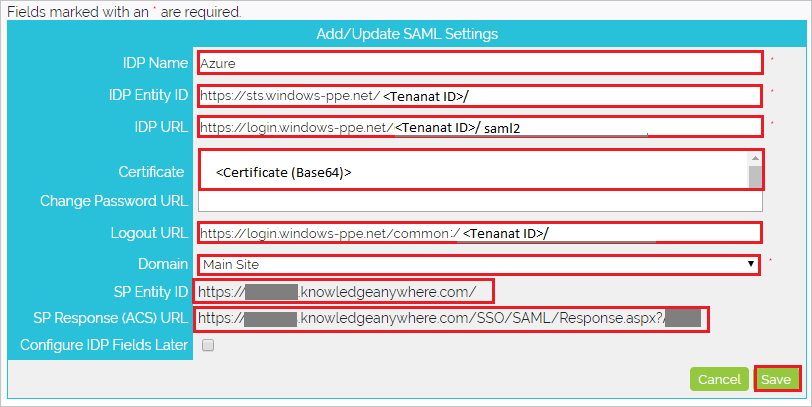 Fields marked with an * are required.
Add/Update SAML Settings
IDP Name Azure *
IDP Entity ID https://sts.windows-ppe.net/ <Tenanat ID>/ *
IDP URL https://login.windows-ppe.net/<Tenanat ID>/ saml2 *
Certificate <Certificate (Base64)>
Change Password URL
Logout URL https://login.windows-ppe.net/common:/ <Tenanat ID>/
Domain Main Site *
SP Entity ID https:// .knowledgeanywhere.com/
SP Response (ACS) URL https:// .knowledgeanywhere.com/SSO/SAML/Response.aspx?/
Configure IDP Fields Later
Cancel Save